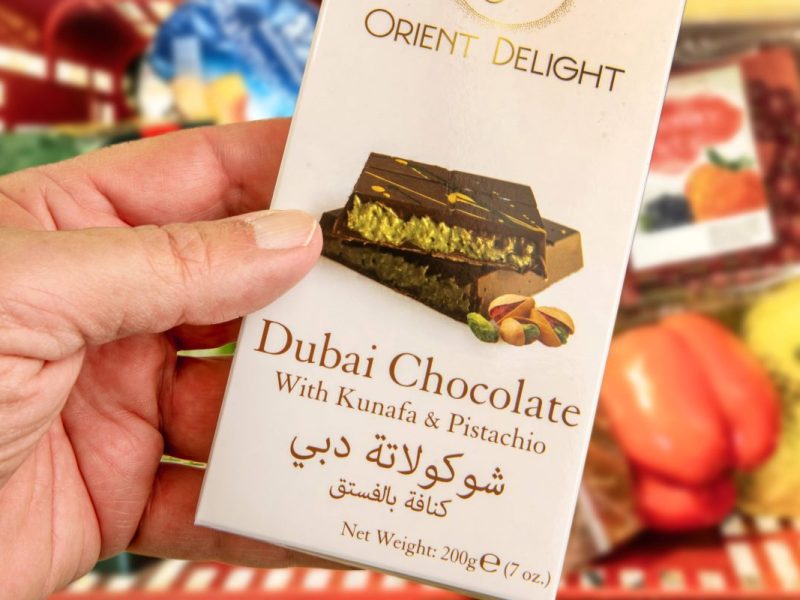 ORIENT DELIGHT
Dubai Chocolate
With Kunafa & Pistachio
شوكولاتة دبي
كنافة بالفستق
Net Weight: 200g℮ (7 oz.)